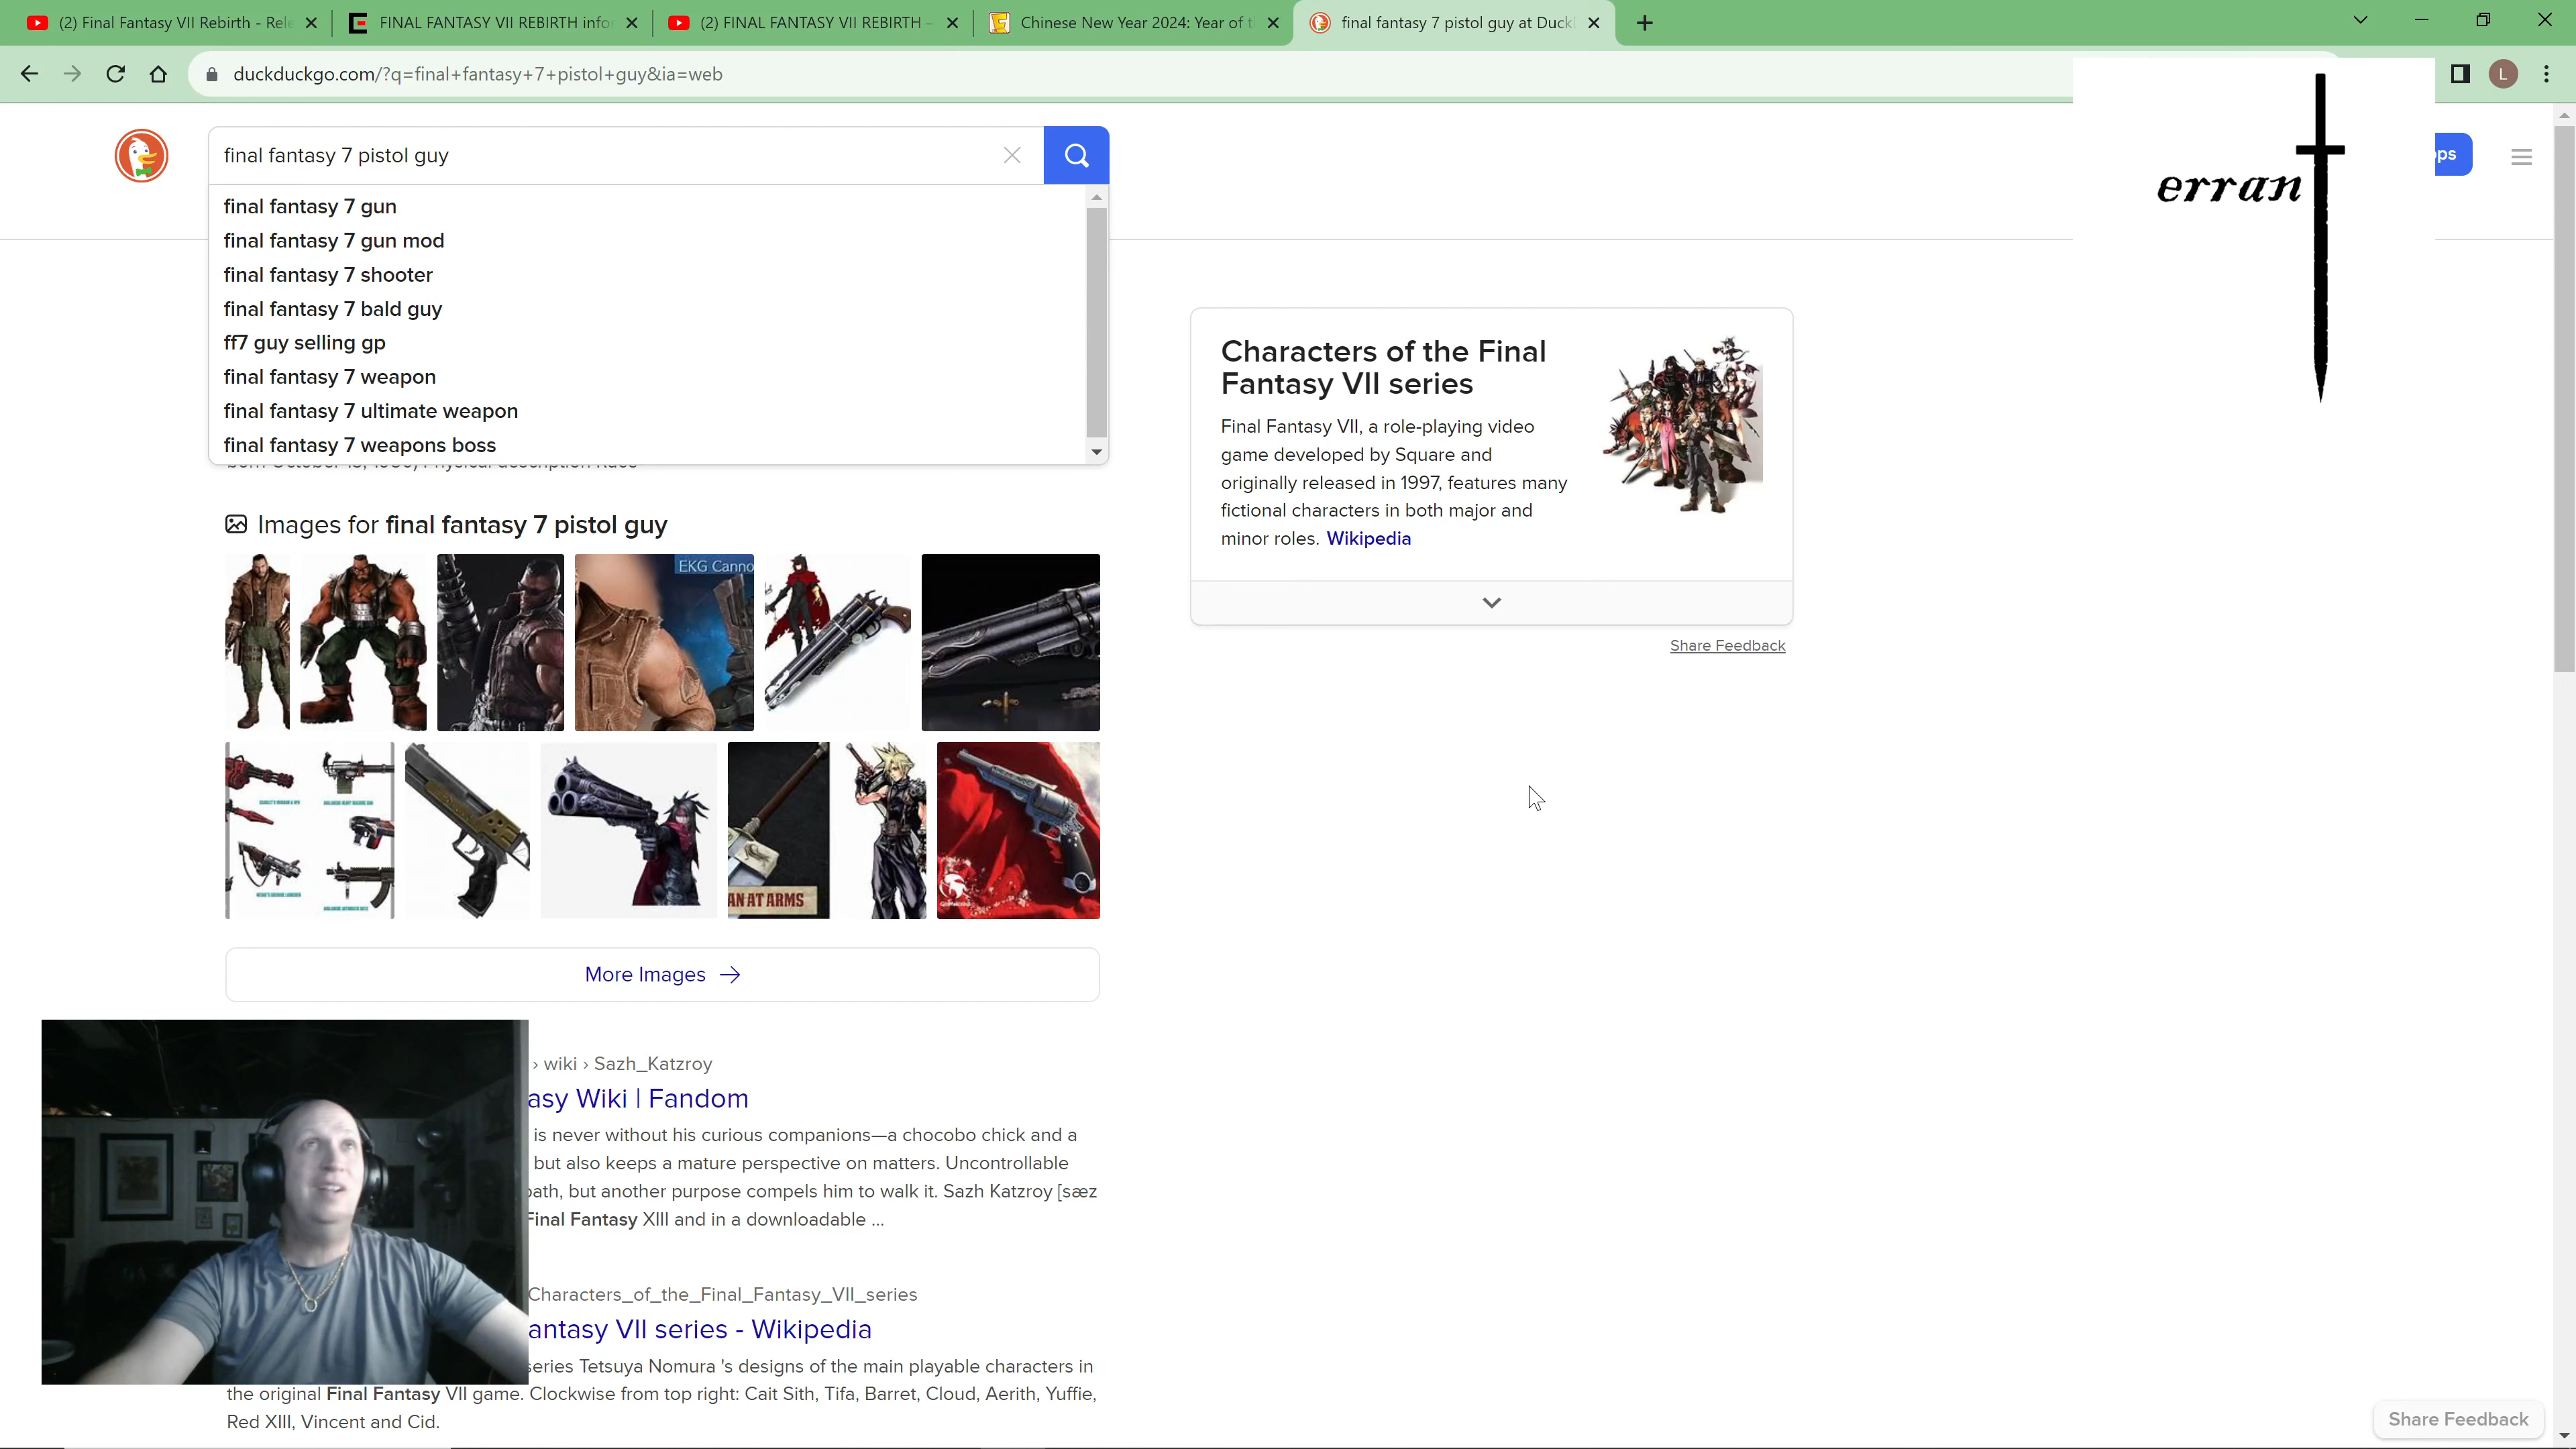 (2) Final Fantasy VII Rebirth - Rele
FINAL FANTASY VII REBIRTH info
(2) FINAL FANTASY VII REBIRTH –
Chinese New Year 2024: Year of t
final fantasy 7 pistol guy at Duck
duckduckgo.com/?q=final+fantasy+7+pistol+guy&ia=web
L
final fantasy 7 pistol guy
ps
erran
final fantasy 7 gun
final fantasy 7 gun mod
final fantasy 7 shooter
final fantasy 7 bald guy
ff7 guy selling gp
final fantasy 7 weapon
final fantasy 7 ultimate weapon
final fantasy 7 weapons boss
Characters of the Final
Fantasy VII series
Final Fantasy VII, a role-playing video
game developed by Square and
originally released in 1997, features many
fictional characters in both major and
minor roles. Wikipedia
Share Feedback
Images for final fantasy 7 pistol guy
EKG Canno
AN AT ARMS
More Images
› wiki › Sazh_Katzroy
asy Wiki | Fandom
is never without his curious companions—a chocobo chick and a
but also keeps a mature perspective on matters. Uncontrollable
path, but another purpose compels him to walk it. Sazh Katzroy [sæz
Final Fantasy XIII and in a downloadable ...
Characters_of_the_Final_Fantasy_VII_series
antasy VII series - Wikipedia
series Tetsuya Nomura 's designs of the main playable characters in
the original Final Fantasy VII game. Clockwise from top right: Cait Sith, Tifa, Barret, Cloud, Aerith, Yuffie,
Red XIII, Vincent and Cid.
Share Feedback